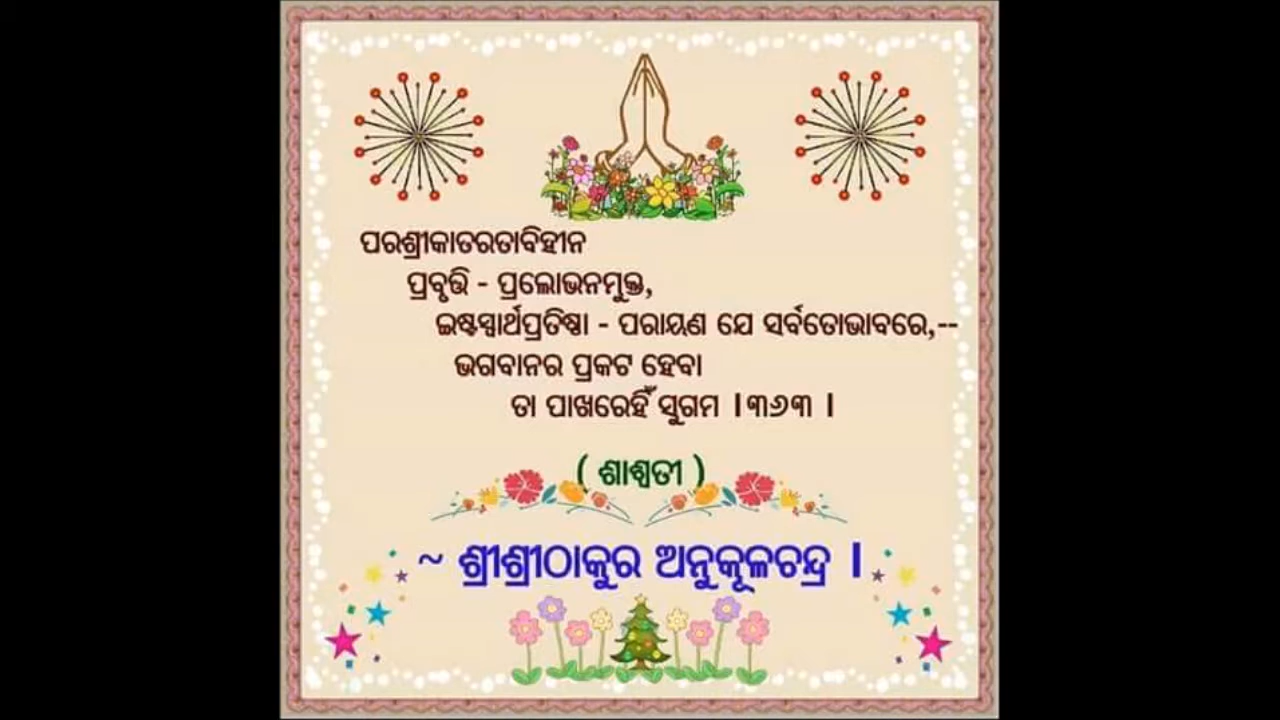 ପରଶ୍ରୀକାତରତାବିହୀନ
ପ୍ରବୃତ୍ତି - ପ୍ରଲୋଭନମୁକ୍ତ,
ଇଷ୍ଟସ୍ୱାର୍ଥପ୍ରତିଷ୍ଠା - ପରାୟଣ ଯେ ସର୍ବତୋଭାବରେ,--
ଭଗବାନର ପ୍ରକଟ ହେବା
ତା ପାଖରେହିଁ ସୁଗମ ।୩୬୩ ।
( ଶାଶ୍ୱତୀ )
~ ଶ୍ରୀଶ୍ରୀଠାକୁର ଅନୁକୂଳଚନ୍ଦ୍ର ।